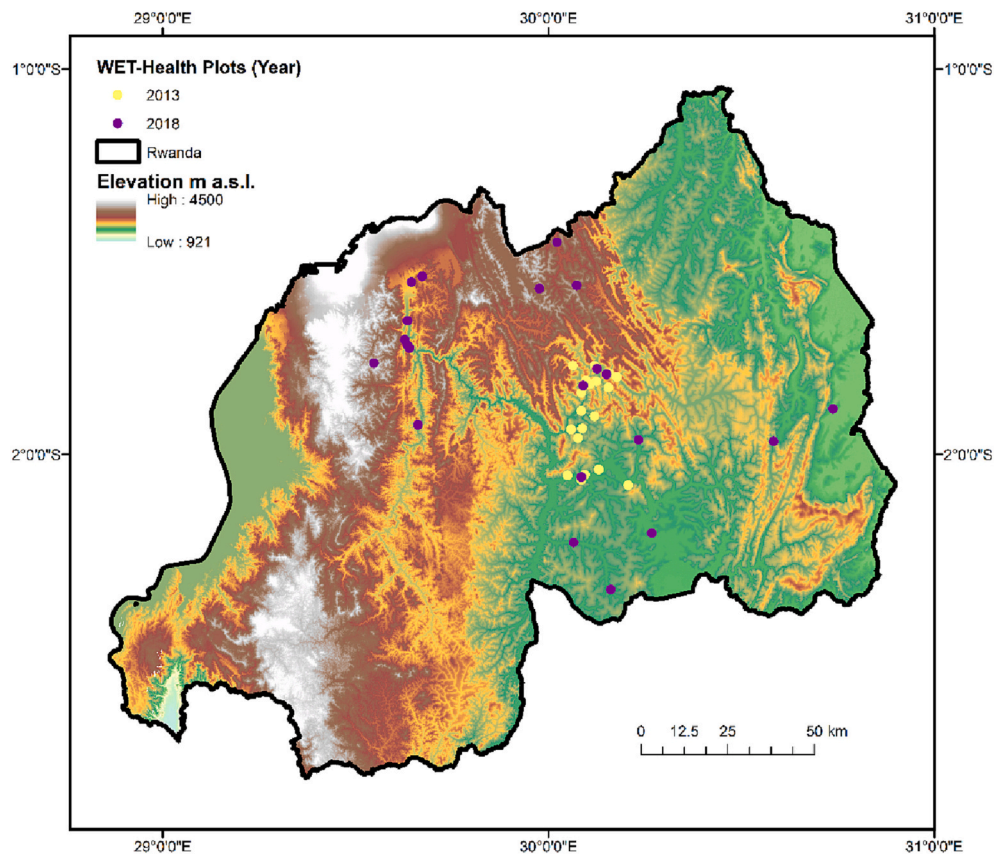 29°0'0"E 30°0'0"E 31°0'0"E
1°0'0"S 1°0'0"S
WET-Health Plots (Year)
2013
2018
Rwanda
Elevation m a.s.l.
High : 4500
Low : 921
2°0'0"S 2°0'0"S
0 12.5 25 50 km
29°0'0"E 30°0'0"E 31°0'0"E